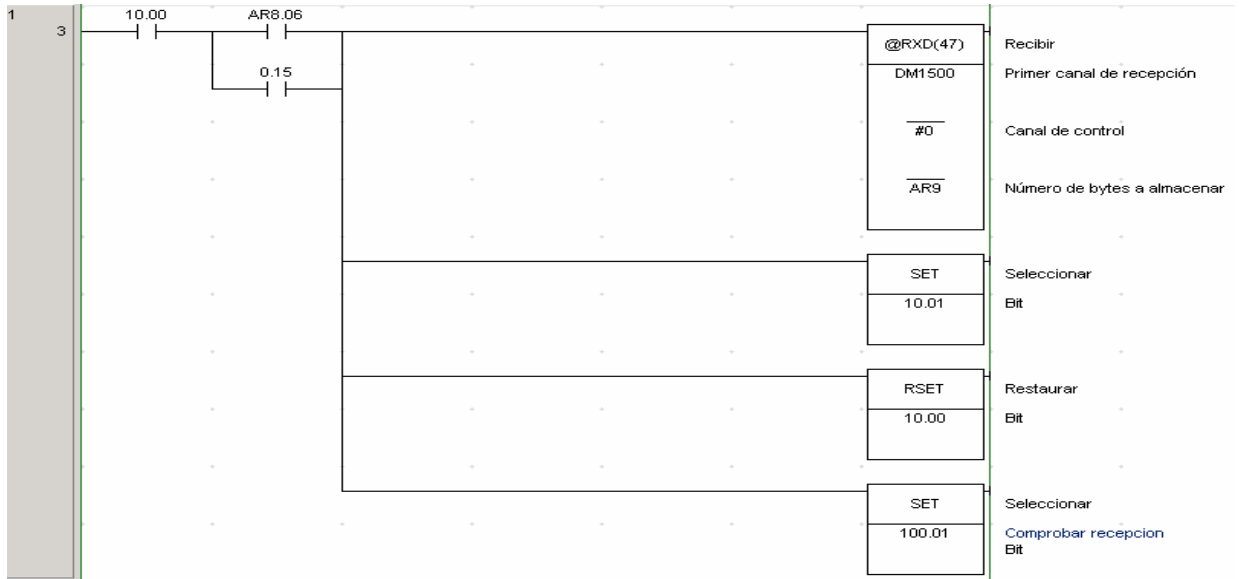 1
3
10.00 AR8.06
0.15
@RXD(47) Recibir
DM1500 Primer canal de recepción
#0 Canal de control
AR9 Número de bytes a almacenar
SET Seleccionar
10.01 Bit
RSET Restaurar
10.00 Bit
SET Seleccionar
100.01 Comprobar recepcion
Bit